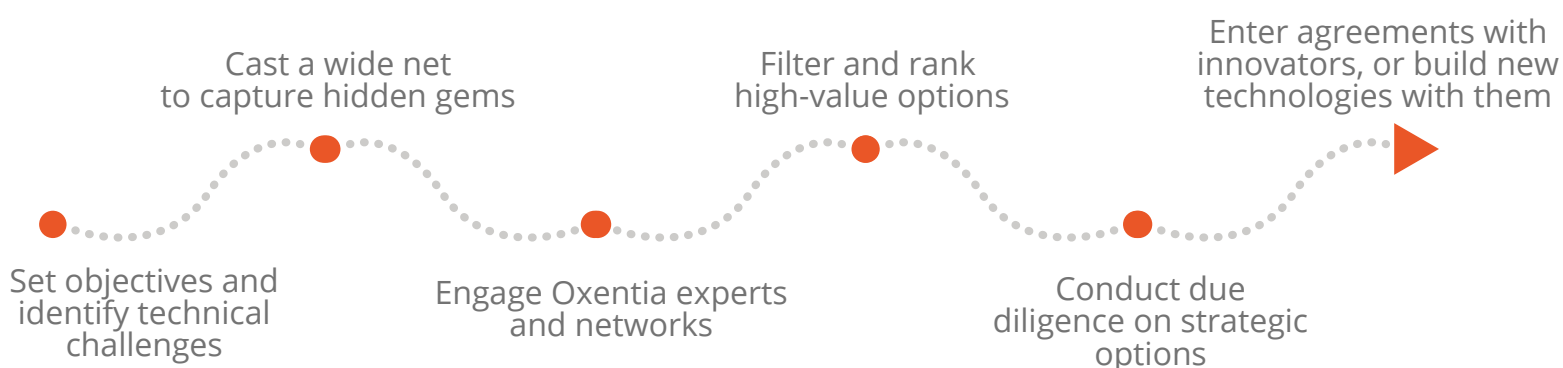 Set objectives and
identify technical
challenges
Cast a wide net
to capture hidden gems
Engage Oxentia experts
and networks
Filter and rank
high-value options
Conduct due
diligence on strategic
options
Enter agreements with
innovators, or build new
technologies with them